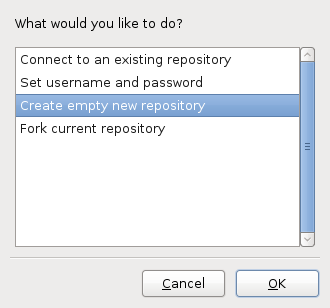 What would you like to do?
Connect to an existing repository
Set username and password
Create empty new repository
Fork current repository
Cancel
OK